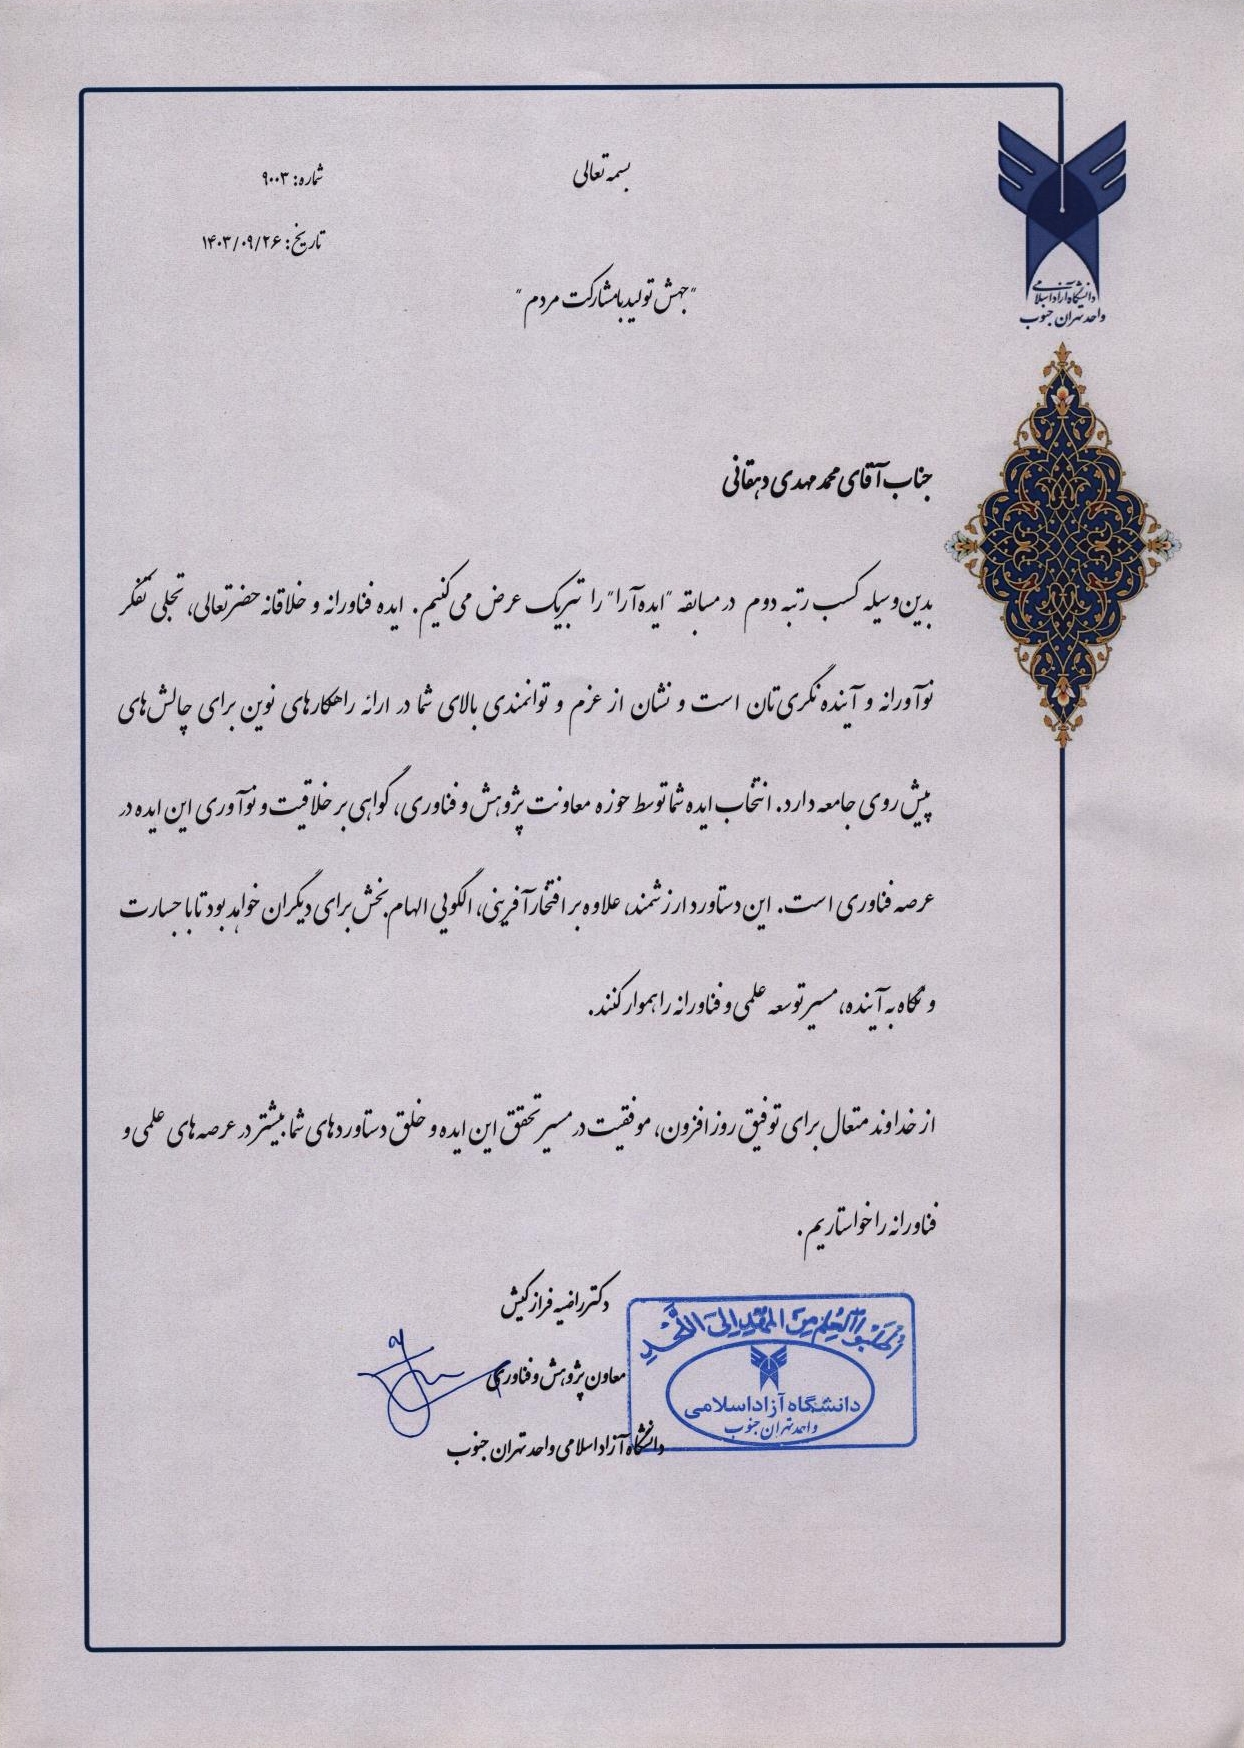 بسمه تعالی
شماره: ۹۰۰۳
تاریخ: ۱۴۰۳/۰۹/۲۶
"جهش تولید با مشارکت مردم"
دانشگاه آزاد اسلامی
واحد تهران جنوب
جناب آقای محمد مهدی دهقانی
بدین‌وسیله کسب رتبه دوم در مسابقه "ایده‌آرا" را تبریک عرض می‌کنیم. ایده فناورانه و خلاقانه حضرتعالی، تجلی تفکر
نوآورانه و آینده‌نگری‌تان است و نشان از عزم و توانمندی بالای شما در ارائه راهکارهای نوین برای چالش‌های
پیش روی جامعه دارد. انتخاب ایده شما توسط حوزه معاونت پژوهش و فناوری، گواهی بر خلاقیت و نوآوری این ایده در
عرصه فناوری است. این دستاورد ارزشمند، علاوه بر افتخارآفرینی، الگویی الهام‌بخش برای دیگران خواهد بود تا با جسارت
و نگاه به آینده، مسیر توسعه علمی و فناورانه را هموار کنند.
از خداوند متعال برای توفیق روزافزون، موفقیت در مسیر تحقق این ایده و خلق دستاوردهای شما بیشتر در عرصه‌های علمی و
فناورانه را خواستاریم.
دکتر راضیه فرازکیش
معاون پژوهش و فناوری
دانشگاه آزاد اسلامی واحد تهران جنوب
اطلبوا العلم من المهد الی اللحد
دانشگاه آزاد اسلامی
واحد تهران جنوب